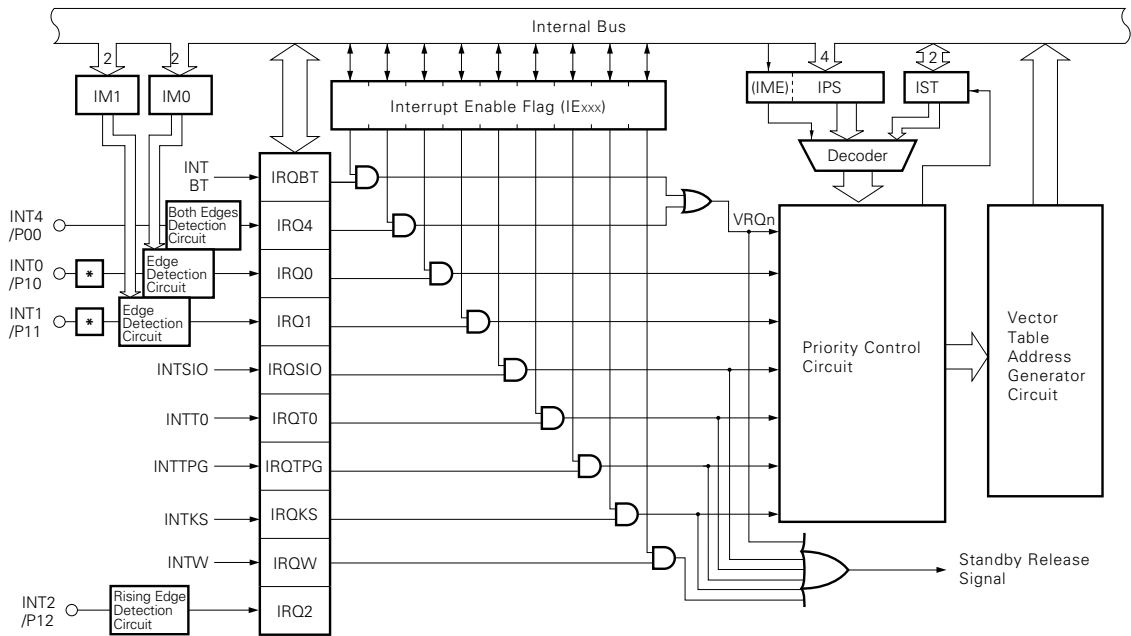 Internal Bus
2
2
4
2
IM1
IM0
Interrupt Enable Flag (IExxx)
(IME)
IPS
IST
Decoder
INT
BT
IRQBT
INT4
/P00
Both Edges
Detection
Circuit
IRQ4
VRQn
INT0
/P10
*
Edge
Detection
Circuit
IRQ0
INT1
/P11
*
Edge
Detection
Circuit
IRQ1
Priority Control
Circuit
Vector
Table
Address
Generator
Circuit
INTSIO
IRQSIO
INTT0
IRQT0
INTTPG
IRQTPG
INTKS
IRQKS
INTW
IRQW
Standby Release
Signal
INT2
/P12
Rising Edge
Detection
Circuit
IRQ2